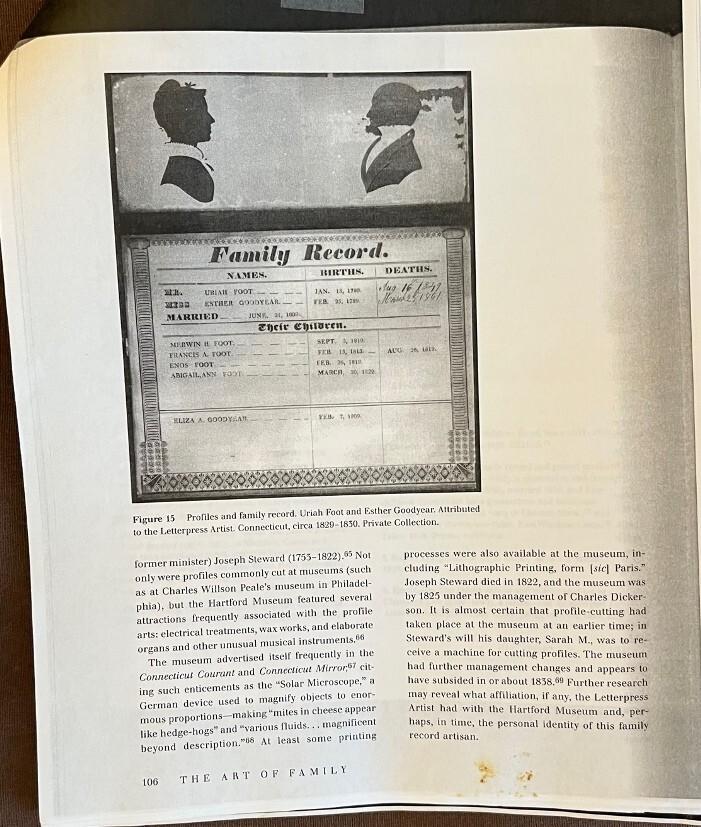 Family Record.
NAMES. BIRTHS. DEATHS.
MR. URIAH FOOT JAN. 13, 1780. Aug 16
MISS ESTHER GOODYEAR. FEB. 25, 1789. 1861
MARRIED JUNE,
Their Children.
MERWIN H. FOOT. SEPT. 3, 1810.
FRANCIS A. FOOT. FEB. 13, 1813. AUG. 26, 1819.
ENOS FOOT. FEB. 26,
ABIGAIL ANN FOOT MARCH, 30, 1829.
ELIZA A. GOODYEAR. FEB. 7, 1809.
Figure 15 Profiles and family record. Uriah Foot and Esther Goodyear. Attributed
to the Letterpress Artist. Connecticut, circa 1829–1830. Private Collection.
former minister) Joseph Steward (1753–1822).65 Not
only were profiles commonly cut at museums (such
as at Charles Willson Peale's museum in Philadel-
phia), but the Hartford Museum featured several
attractions frequently associated with the profile
arts: electrical treatments, wax works, and elaborate
organs and other unusual musical instruments.66
The museum advertised itself frequently in the
Connecticut Courant and Connecticut Mirror,67 cit-
ing such enticements as the "Solar Microscope," a
German device used to magnify objects to enor-
mous proportions—making "mites in cheese appear
like hedge-hogs" and "various fluids. . . magnificent
beyond description."68 At least some printing
processes were also available at the museum, in-
cluding "Lithographic Printing, form [sic] Paris."
Joseph Steward died in 1822, and the museum was
by 1825 under the management of Charles Dicker-
son. It is almost certain that profile-cutting had
taken place at the museum at an earlier time; in
Steward's will his daughter, Sarah M., was to re-
ceive a machine for cutting profiles. The museum
had further management changes and appears to
have subsided in or about 1838.69 Further research
may reveal what affiliation, if any, the Letterpress
Artist had with the Hartford Museum and, per-
haps, in time, the personal identity of this family
record artisan.
106 THE ART OF FAMILY